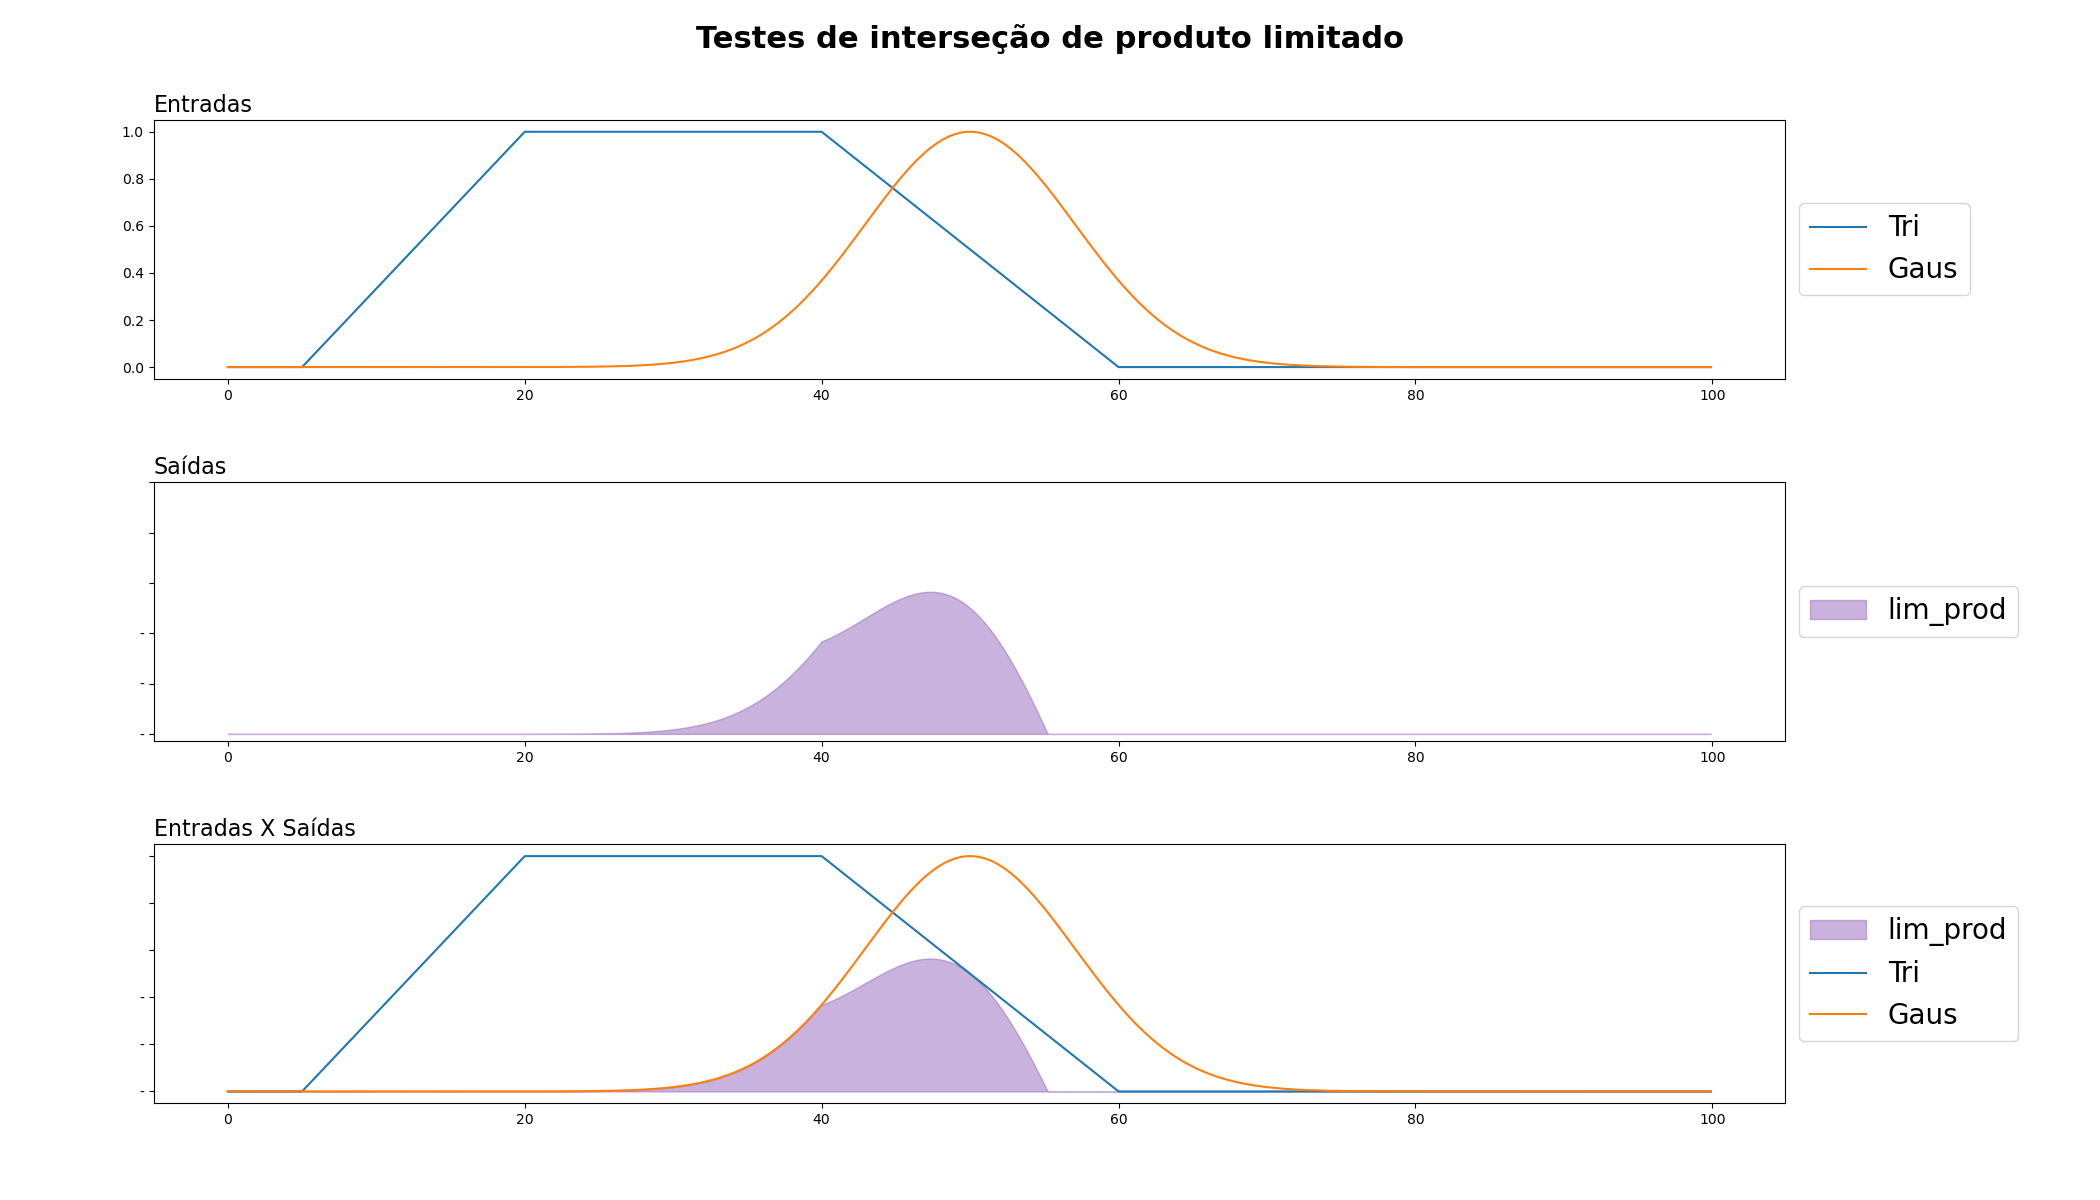 Testes de interseção de produto limitado
Entradas
1.0
0.8
0.6
0.4
0.2
0.0
0 20 40 60 80 100
Tri
Gaus
Saídas
-
-
-
0 20 40 60 80 100
lim_prod
Entradas X Saídas
-
-
-
0 20 40 60 80 100
lim_prod
Tri
Gaus